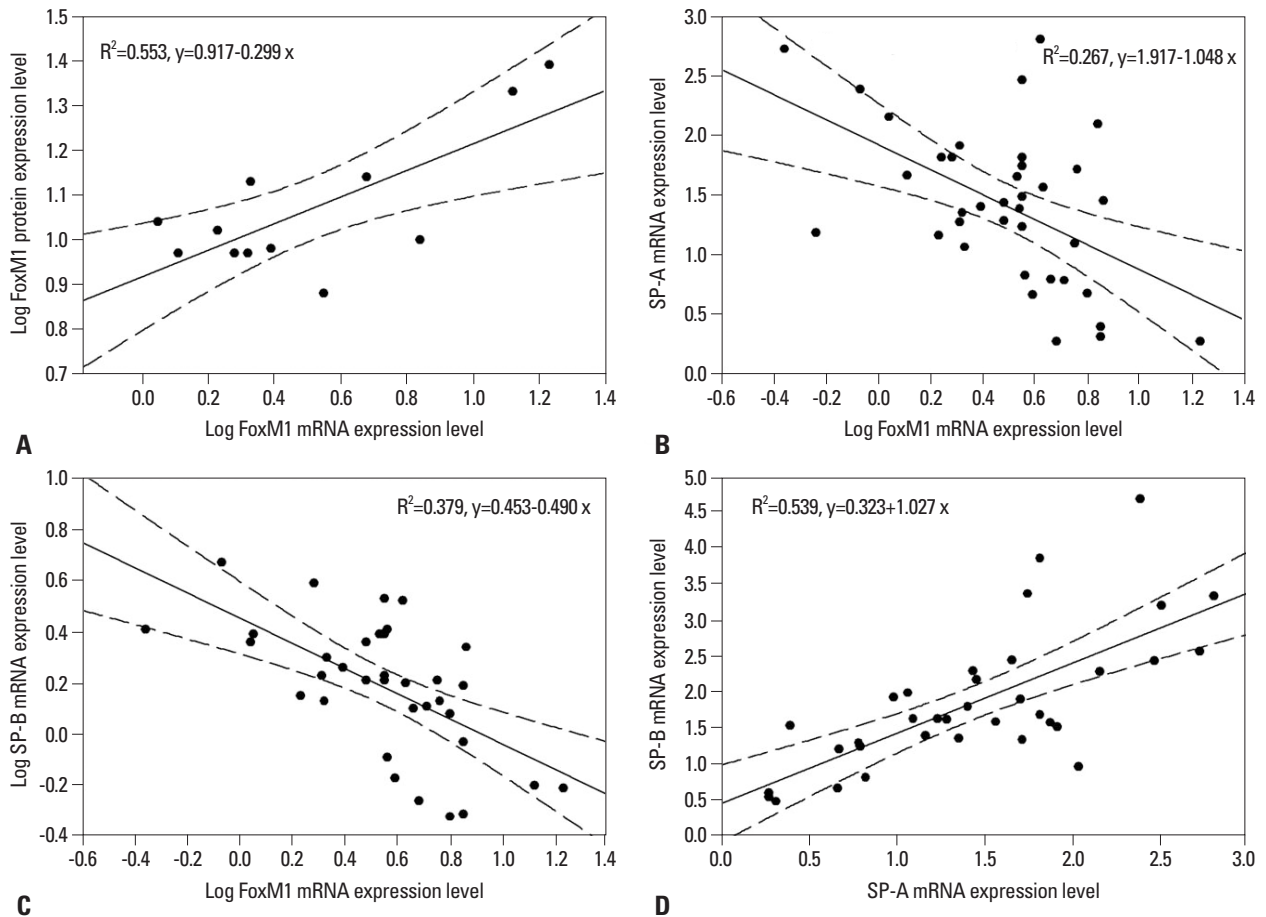 R²=0.553, y=0.917-0.299 x
Log FoxM1 protein expression level
1.5
1.4
1.3
1.2
1.1
1.0
0.9
0.8
0.7
0.0 0.2 0.4 0.6 0.8 1.0 1.2 1.4
Log FoxM1 mRNA expression level
A
R²=0.267, y=1.917-1.048 x
SP-A mRNA expression level
3.0
2.5
2.0
1.5
1.0
0.5
0.0
-0.6 -0.4 -0.2 0.0 0.2 0.4 0.6 0.8 1.0 1.2 1.4
Log FoxM1 mRNA expression level
B
R²=0.379, y=0.453-0.490 x
Log SP-B mRNA expression level
1.0
0.8
0.6
0.4
0.2
0.0
-0.2
-0.4
-0.6 -0.4 -0.2 0.0 0.2 0.4 0.6 0.8 1.0 1.2 1.4
Log FoxM1 mRNA expression level
C
R²=0.539, y=0.323+1.027 x
SP-B mRNA expression level
5.0
4.5
4.0
3.5
3.0
2.5
2.0
1.5
1.0
0.5
0.0
0.0 0.5 1.0 1.5 2.0 2.5 3.0
SP-A mRNA expression level
D